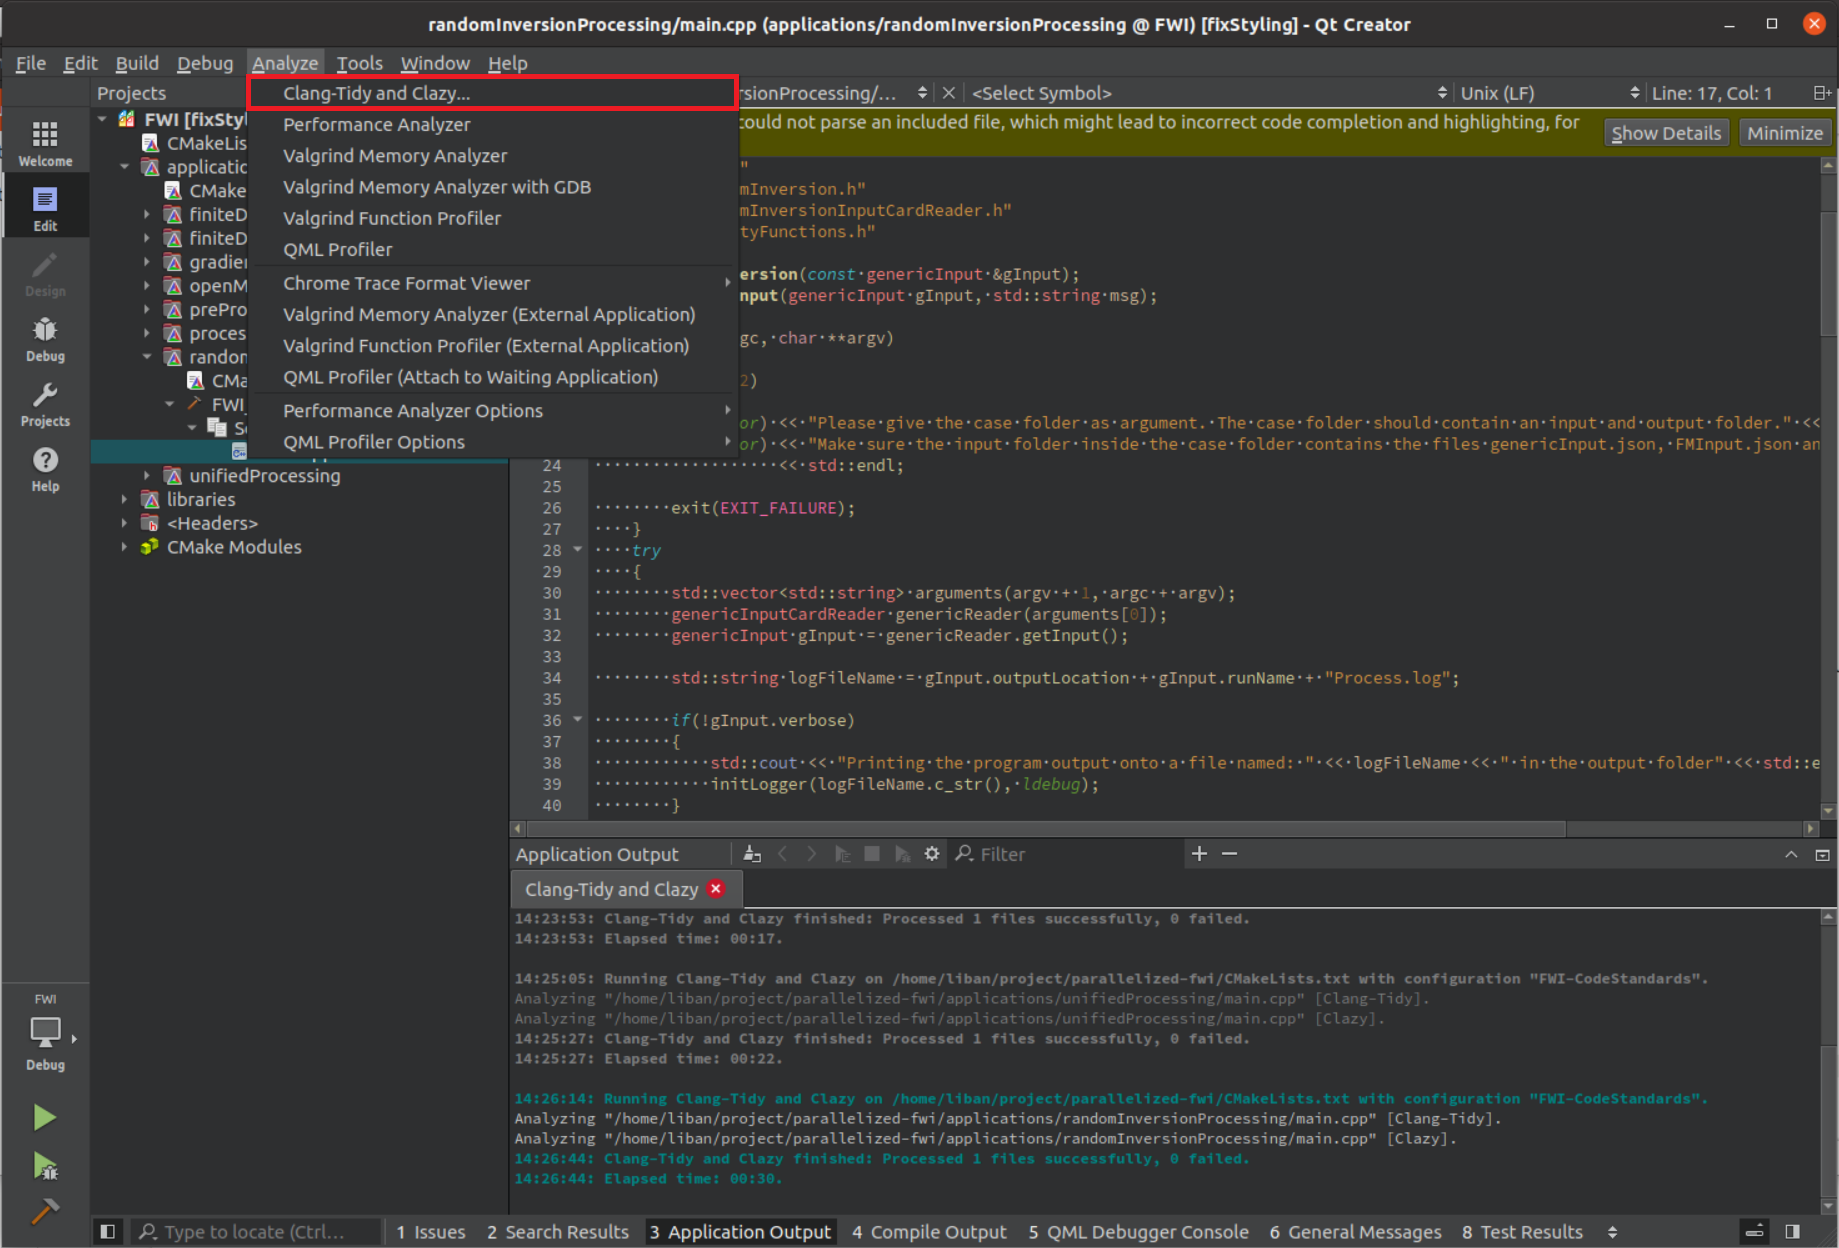 randomInversionProcessing/main.cpp (applications/randomInversionProcessing @ FWI) [fixStyling] - Qt Creator
File Edit Build Debug Analyze Tools Window Help
Projects
Clang-Tidy and Clazy...
Performance Analyzer
Valgrind Memory Analyzer
Valgrind Memory Analyzer with GDB
Valgrind Function Profiler
QML Profiler
Chrome Trace Format Viewer
Valgrind Memory Analyzer (External Application)
Valgrind Function Profiler (External Application)
QML Profiler (Attach to Waiting Application)
Performance Analyzer Options
QML Profiler Options
Welcome
Edit
Design
Debug
Projects
Help
FWI [fixStyl
CMakeLis
applicatio
CMake
finiteD
finiteD
gradier
openM
prePro
proces
random
CMa
FWI_
So
unifiedProcessing
libraries
<Headers>
CMake Modules
rsionProcessing/... <Select Symbol> Unix (LF) Line: 17, Col: 1
could not parse an included file, which might lead to incorrect code completion and highlighting, for
Show Details Minimize
"
mInversion.h"
mInversionInputCardReader.h"
tyFunctions.h"
ersion(const·genericInput·&gInput);
nput(genericInput·gInput,·std::string·msg);
gc,·char·**argv)
2)
or)·<<·"Please·give·the·case·folder·as·argument.·The·case·folder·should·contain·an·input·and·output·folder."·<<
or)·<<·"Make·sure·the·input·folder·inside·the·case·folder·contains·the·files·genericInput.json,·FMInput.json·an
24 ···················<<·std::endl;
25
26 ········exit(EXIT_FAILURE);
27 ····}
28 ····try
29 ····{
30 ········std::vector<std::string>·arguments(argv·+·1,·argc·+·argv);
31 ········genericInputCardReader·genericReader(arguments[0]);
32 ········genericInput·gInput·=·genericReader.getInput();
33
34 ········std::string·logFileName·=·gInput.outputLocation·+·gInput.runName·+·"Process.log";
35
36 ········if(!gInput.verbose)
37 ········{
38 ············std::cout·<<·"Printing·the·program·output·onto·a·file·named:·"·<<·logFileName·<<·"·in·the·output·folder"·<<·std::e
39 ············initLogger(logFileName.c_str(),·ldebug);
40 ········}
Application Output Filter + −
Clang-Tidy and Clazy
14:23:53: Clang-Tidy and Clazy finished: Processed 1 files successfully, 0 failed.
14:23:53: Elapsed time: 00:17.
14:25:05: Running Clang-Tidy and Clazy on /home/liban/project/parallelized-fwi/CMakeLists.txt with configuration "FWI-CodeStandards".
Analyzing "/home/liban/project/parallelized-fwi/applications/unifiedProcessing/main.cpp" [Clang-Tidy].
Analyzing "/home/liban/project/parallelized-fwi/applications/unifiedProcessing/main.cpp" [Clazy].
14:25:27: Clang-Tidy and Clazy finished: Processed 1 files successfully, 0 failed.
14:25:27: Elapsed time: 00:22.
14:26:14: Running Clang-Tidy and Clazy on /home/liban/project/parallelized-fwi/CMakeLists.txt with configuration "FWI-CodeStandards".
Analyzing "/home/liban/project/parallelized-fwi/applications/randomInversionProcessing/main.cpp" [Clang-Tidy].
Analyzing "/home/liban/project/parallelized-fwi/applications/randomInversionProcessing/main.cpp" [Clazy].
14:26:44: Clang-Tidy and Clazy finished: Processed 1 files successfully, 0 failed.
14:26:44: Elapsed time: 00:30.
FWI
Debug
Type to locate (Ctrl... 1 Issues 2 Search Results 3 Application Output 4 Compile Output 5 QML Debugger Console 6 General Messages 8 Test Results